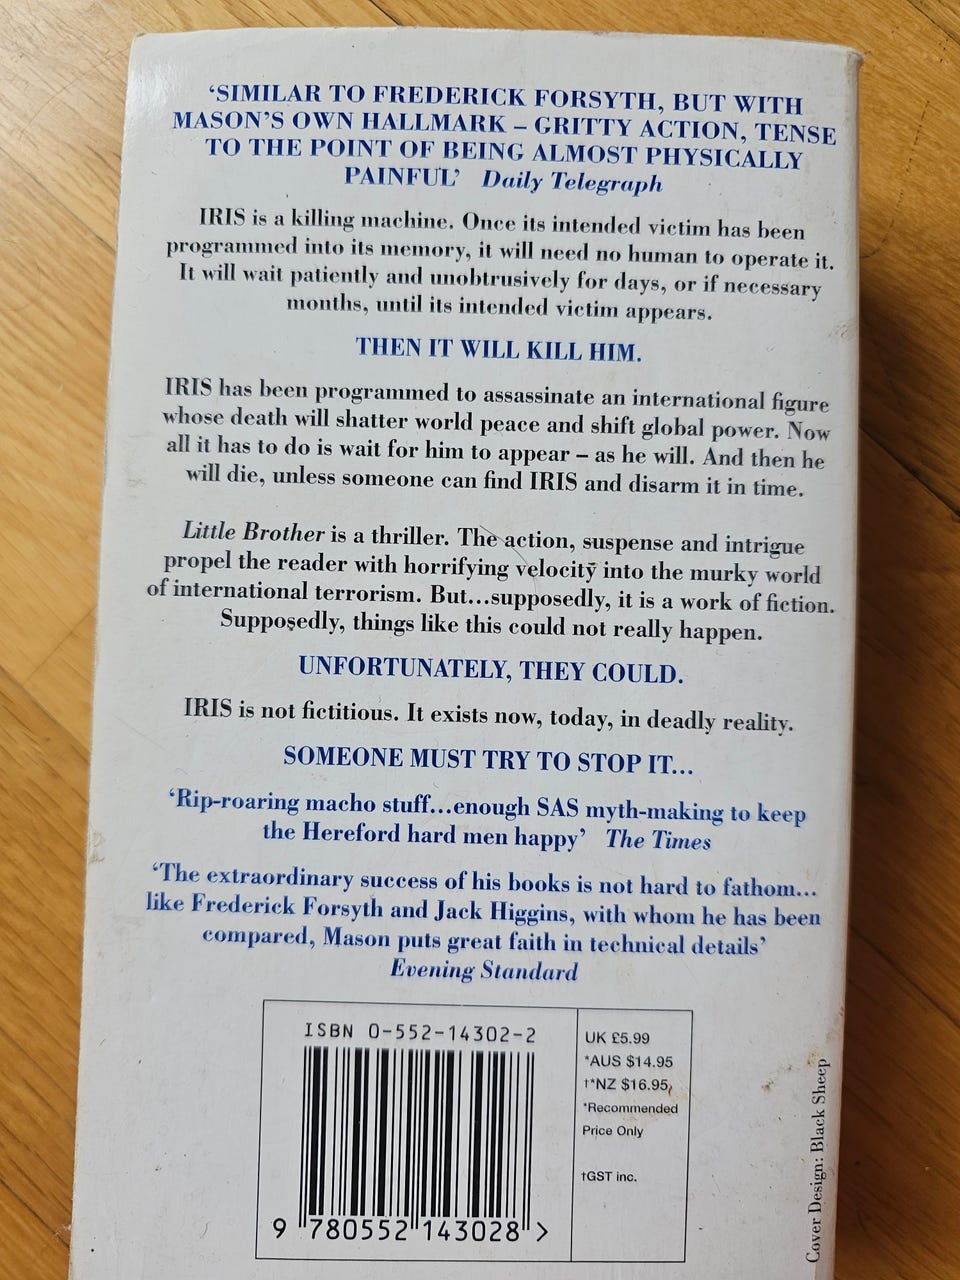 ‘SIMILAR TO FREDERICK FORSYTH, BUT WITH
MASON’S OWN HALLMARK – GRITTY ACTION, TENSE
TO THE POINT OF BEING ALMOST PHYSICALLY
PAINFUL’ Daily Telegraph
IRIS is a killing machine. Once its intended victim has been
programmed into its memory, it will need no human to operate it.
It will wait patiently and unobtrusively for days, or if necessary
months, until its intended victim appears.
THEN IT WILL KILL HIM.
IRIS has been programmed to assassinate an international figure
whose death will shatter world peace and shift global power. Now
all it has to do is wait for him to appear – as he will. And then he
will die, unless someone can find IRIS and disarm it in time.
Little Brother is a thriller. The action, suspense and intrigue
propel the reader with horrifying velocity into the murky world
of international terrorism. But...supposedly, it is a work of fiction.
Supposedly, things like this could not really happen.
UNFORTUNATELY, THEY COULD.
IRIS is not fictitious. It exists now, today, in deadly reality.
SOMEONE MUST TRY TO STOP IT...
‘Rip-roaring macho stuff...enough SAS myth-making to keep
the Hereford hard men happy’ The Times
‘The extraordinary success of his books is not hard to fathom...
like Frederick Forsyth and Jack Higgins, with whom he has been
compared, Mason puts great faith in technical details’
Evening Standard
ISBN 0-552-14302-2
9 780552 143028 >
UK £5.99
*AUS $14.95
†*NZ $16.95
*Recommended
Price Only
†GST inc.
Cover Design: Black Sheep